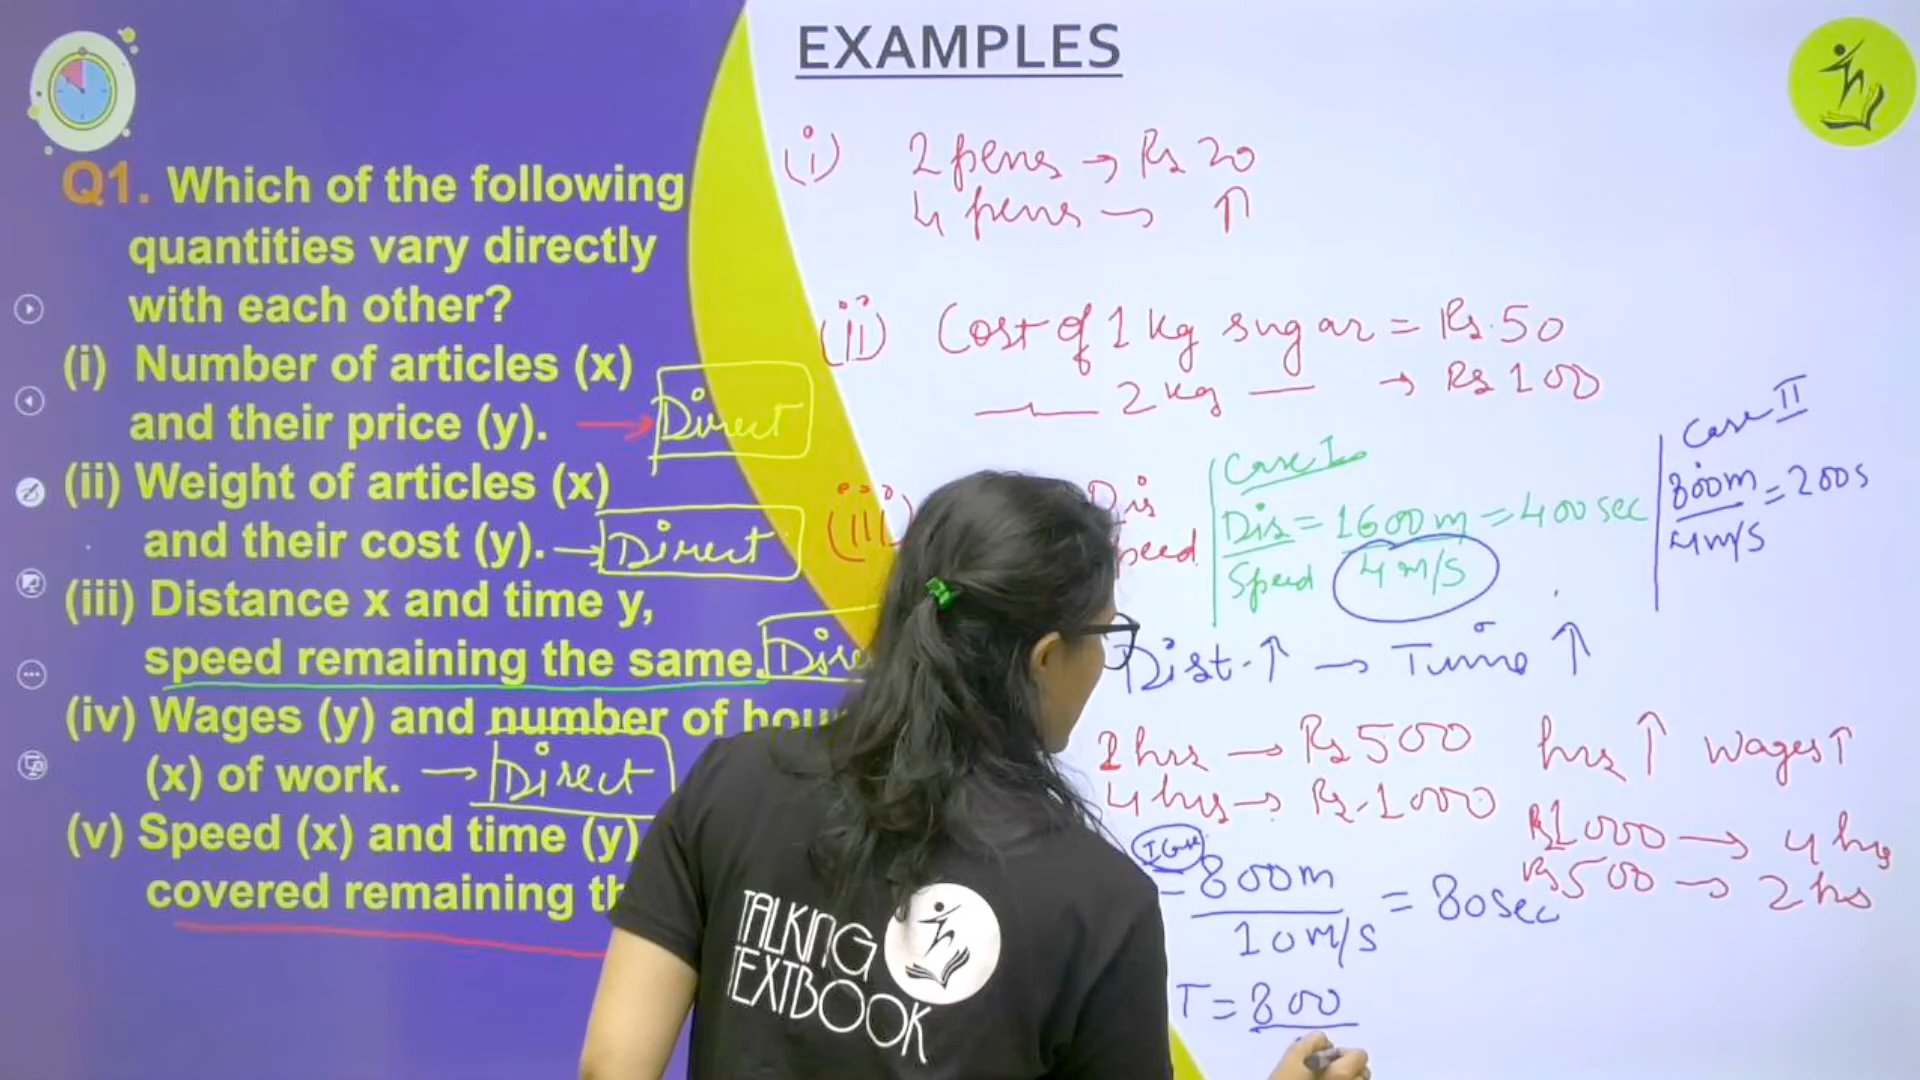 EXAMPLES
Q1. Which of the following
quantities vary directly
with each other?
(i) Number of articles (x)
and their price (y). → Direct
(ii) Weight of articles (x)
and their cost (y). → Direct
(iii) Distance x and time y,
speed remaining the same.
(iv) Wages (y) and number of
(x) of work. → Direct
(v) Speed (x) and time (y)
covered remaining
(i) 2 pens → Rs 20
4 pens → ↑
(ii) Cost of 1 kg sugar = Rs. 50
2 kg → Rs 100
(iii) Dis
peed
Case I
Dis = 1600 m = 400 sec
Speed 4 m/s
Case II
800m = 200s
4m/s
Dist. ↑ → Time ↑
2 hrs → Rs 500
4 hrs → Rs. 1000
hrs ↑ wages ↑
Rs 1000 → 4 hrs
Rs 500 → 2 hs
= 800m = 80 sec
10 m/s
T = 800
TALKING
TEXTBOOK